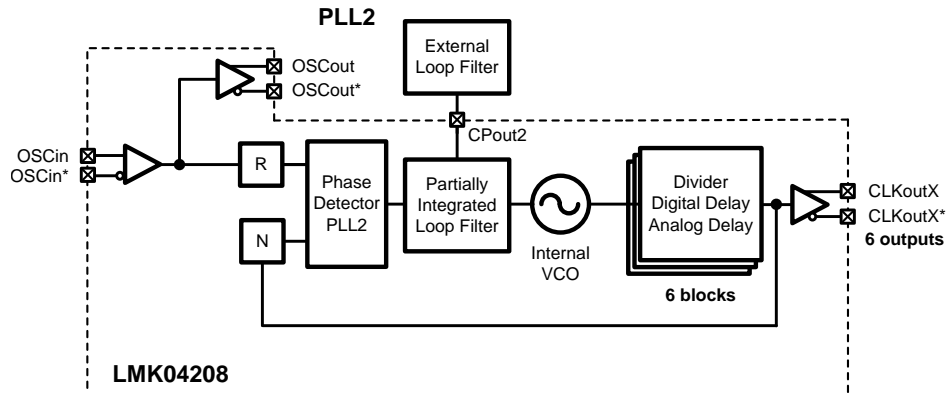 PLL2
External
Loop Filter
OSCout
OSCout*
CPout2
OSCin
OSCin*
R
N
Phase
Detector
PLL2
Partially
Integrated
Loop Filter
Internal
VCO
Divider
Digital Delay
Analog Delay
6 blocks
CLKoutX
CLKoutX*
6 outputs
LMK04208